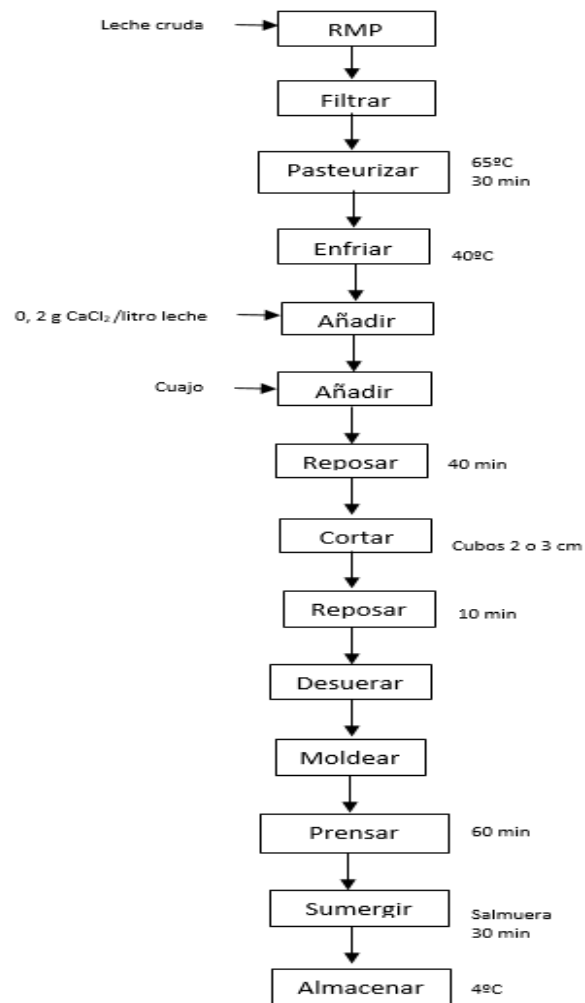 Leche cruda
RMP
Filtrar
Pasteurizar
65ºC
30 min
Enfriar
40ºC
0, 2 g CaCl₂ /litro leche
Añadir
Cuajo
Añadir
Reposar
40 min
Cortar
Cubos 2 o 3 cm
Reposar
10 min
Desuerar
Moldear
Prensar
60 min
Sumergir
Salmuera
30 min
Almacenar
4ºC